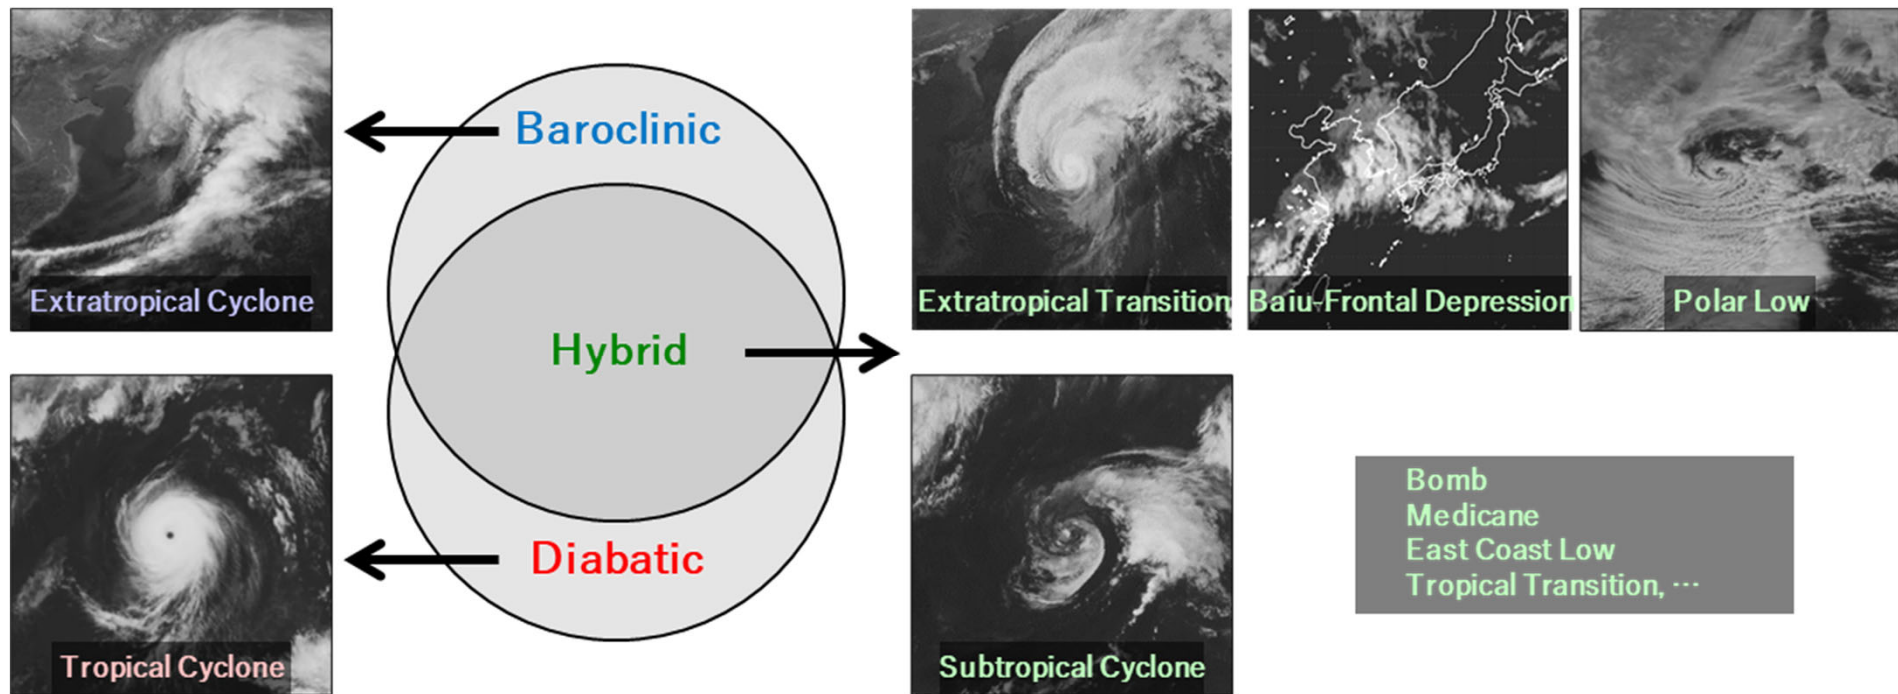 Baroclinic
Hybrid
Diabatic
Extratropical Cyclone
Tropical Cyclone
Extratropical Transition
Baiu-Frontal Depression
Polar Low
Subtropical Cyclone
Bomb
Medicane
East Coast Low
Tropical Transition, ⋯